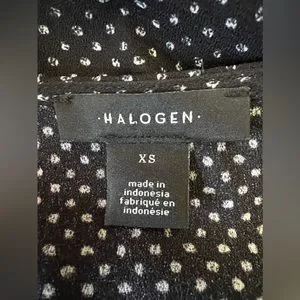 ·HALOGEN·
XS
made in
indonesia
fabriqué en
indonésie